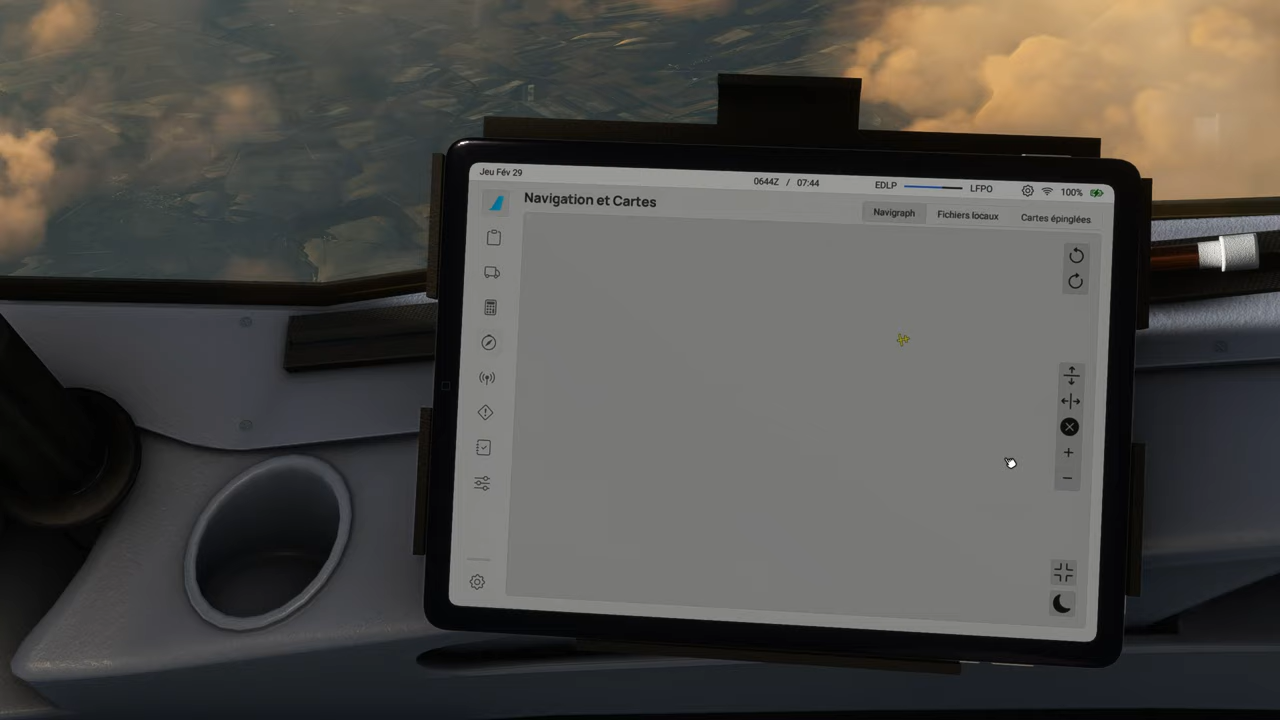 Jeu Fév 29
0644Z / 07:44
EDLP
LFPO
100%
Navigation et Cartes
Navigraph
Fichiers locaux
Cartes épinglées